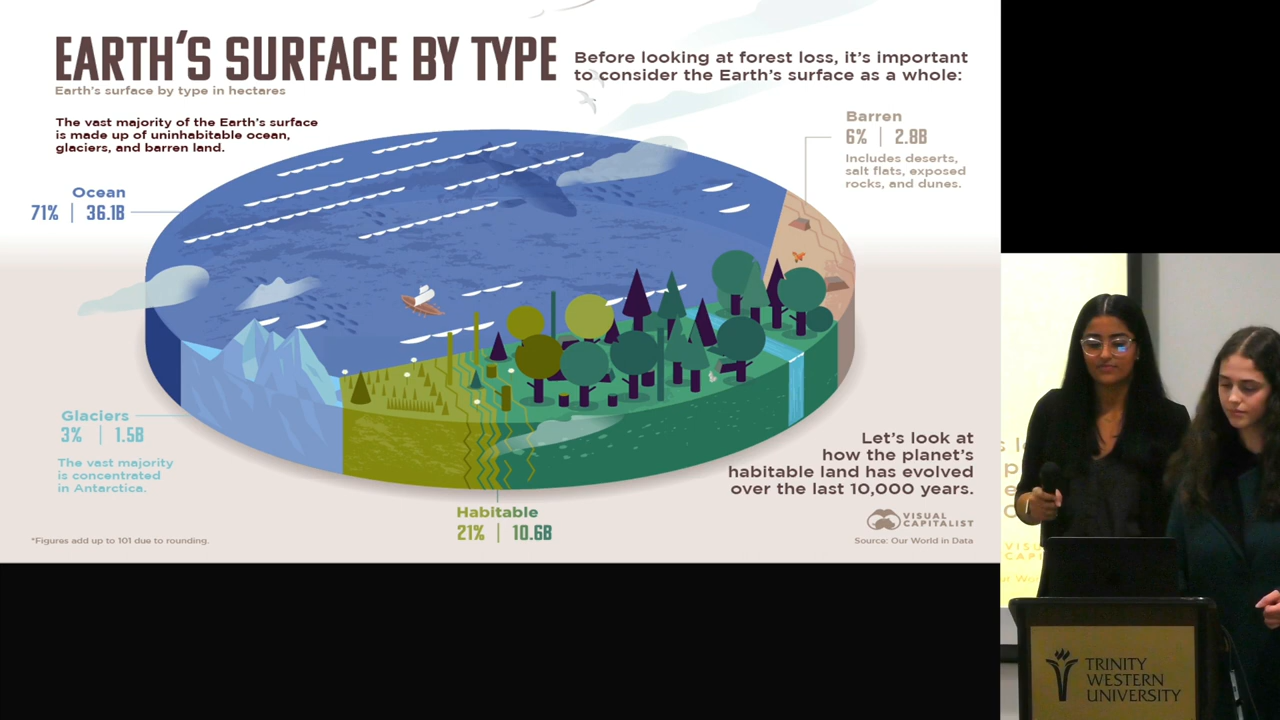 EARTH'S SURFACE BY TYPE
Earth's surface by type in hectares
Before looking at forest loss, it's important
to consider the Earth's surface as a whole:
The vast majority of the Earth's surface
is made up of uninhabitable ocean,
glaciers, and barren land.
Barren
6% | 2.8B
Includes deserts,
salt flats, exposed
rocks, and dunes.
Ocean
71% | 36.1B
Glaciers
3% | 1.5B
The vast majority
is concentrated
in Antarctica.
Habitable
21% | 10.6B
Let's look at
how the planet's
habitable land has evolved
over the last 10,000 years.
VISUAL
CAPITALIST
*Figures add up to 101 due to rounding.
Source: Our World in Data
TRINITY
WESTERN
UNIVERSITY